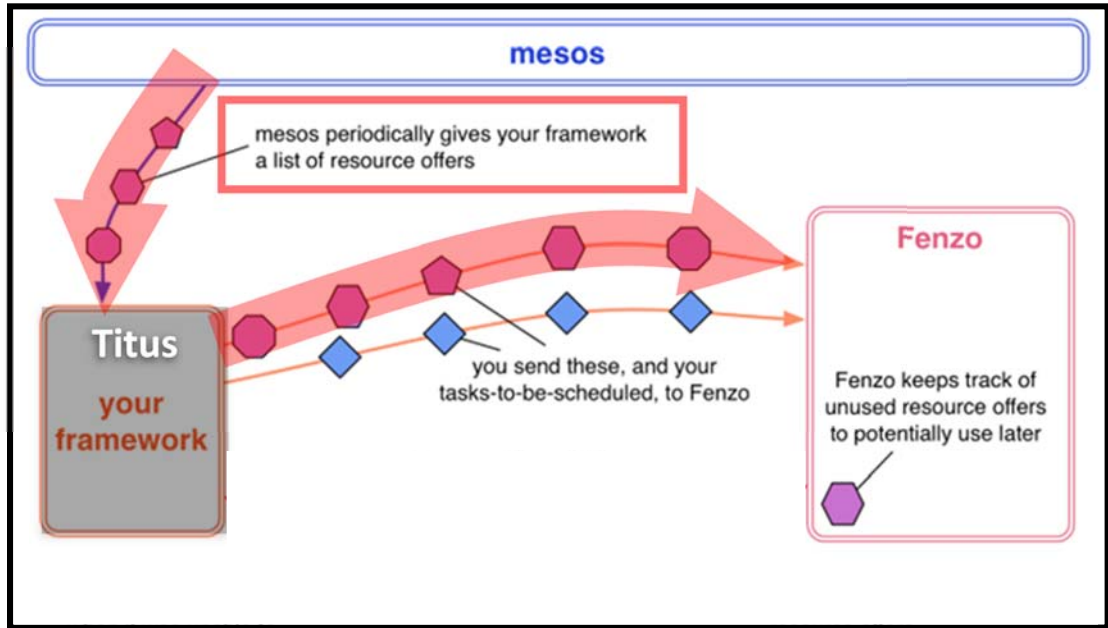 mesos
mesos periodically gives your framework
a list of resource offers
Fenzo
Titus
your
framework
you send these, and your
tasks-to-be-scheduled, to Fenzo
Fenzo keeps track of
unused resource offers
to potentially use later